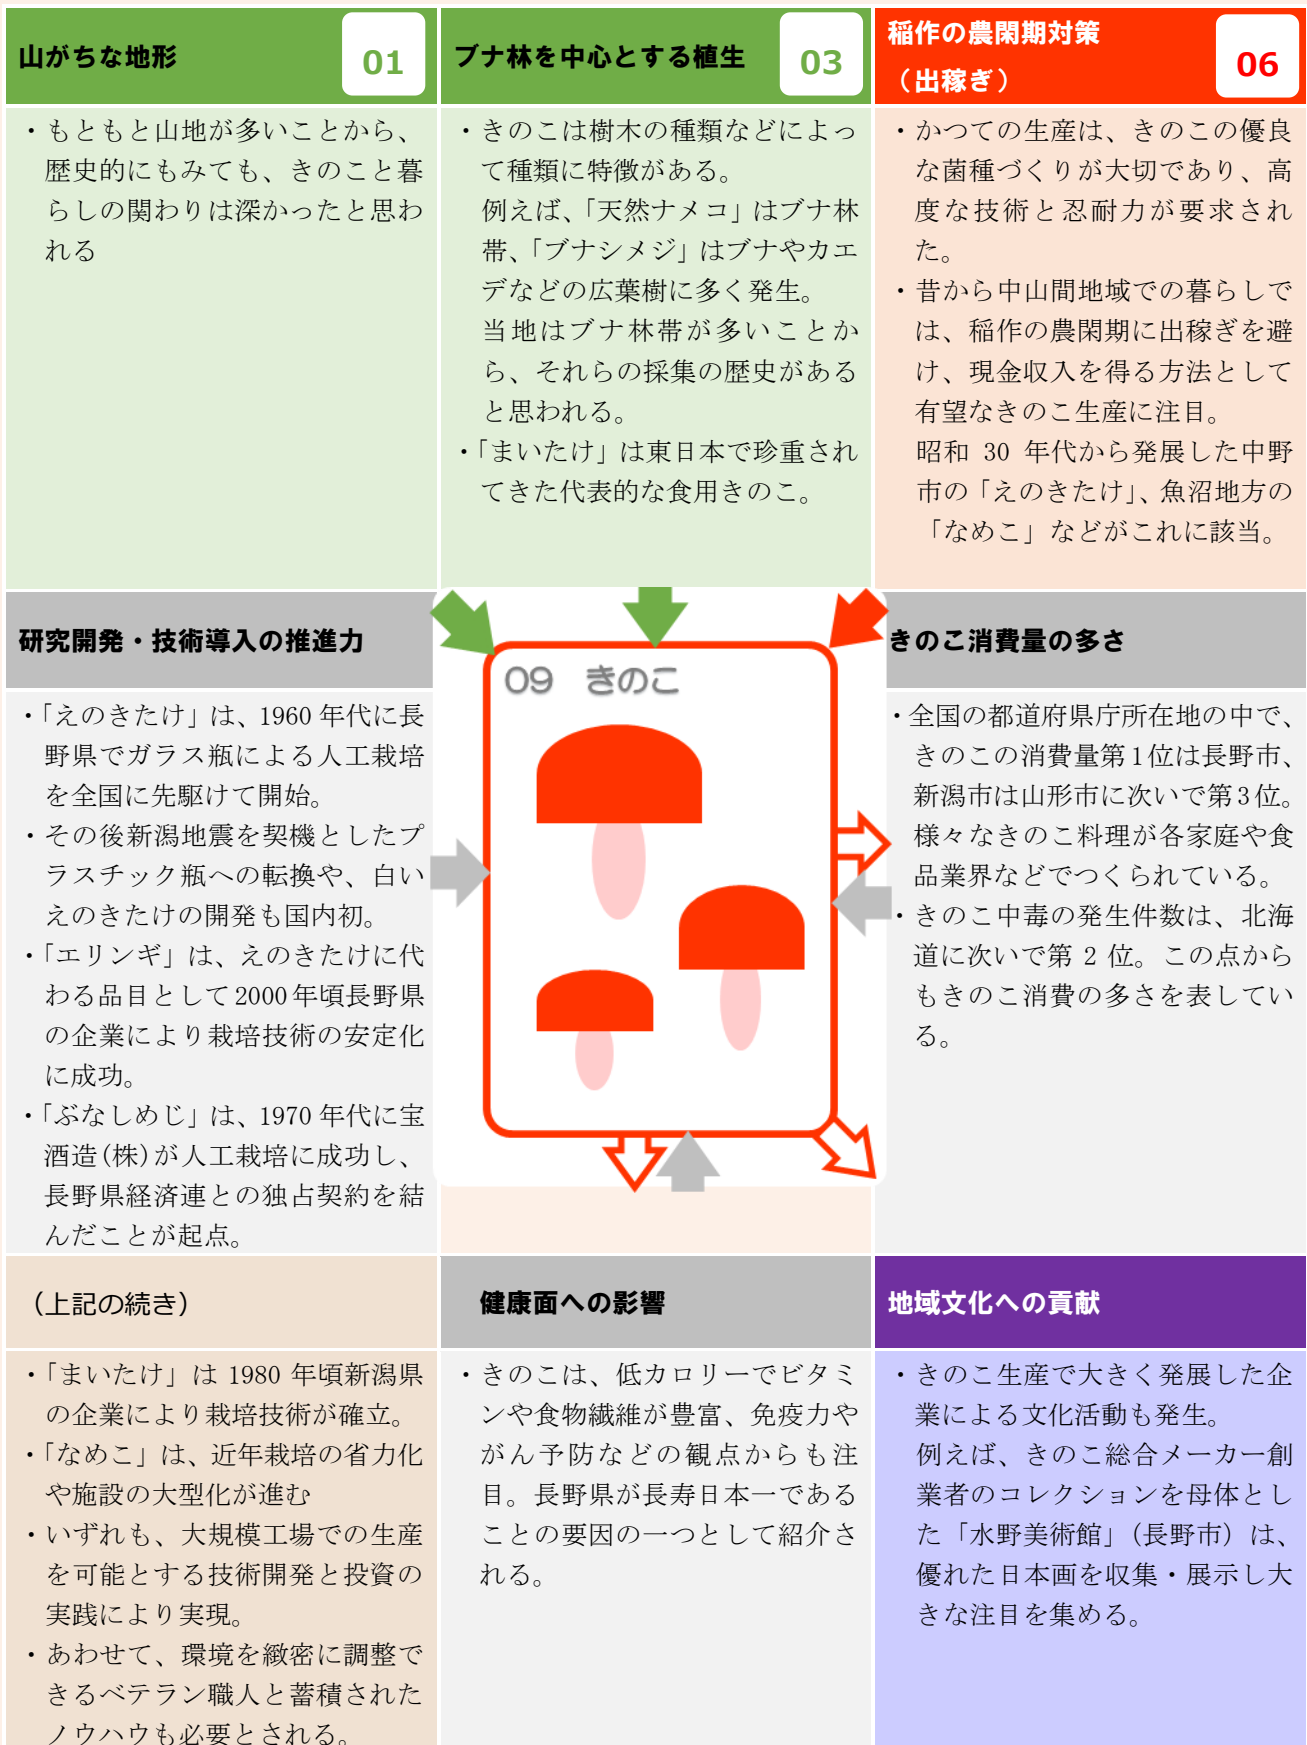 山がちな地形
01
・もともと山地が多いことから、
歴史的にもみても、きのこと暮
らしの関わりは深かったと思わ
れる
ブナ林を中心とする植生
03
・きのこは樹木の種類などによっ
て種類に特徴がある。
例えば、「天然ナメコ」はブナ林
帯、「ブナシメジ」はブナやカエ
デなどの広葉樹に多く発生。
当地はブナ林帯が多いことか
ら、それらの採集の歴史がある
と思われる。
・「まいたけ」は東日本で珍重され
てきた代表的な食用きのこ。
稲作の農閑期対策
（出稼ぎ）
06
・かつての生産は、きのこの優良
な菌種づくりが大切であり、高
度な技術と忍耐力が要求され
た。
・昔から中山間地域での暮らしで
は、稲作の農閑期に出稼ぎを避
け、現金収入を得る方法として
有望なきのこ生産に注目。
昭和 30 年代から発展した中野
市の「えのきたけ」、魚沼地方の
「なめこ」などがこれに該当。
研究開発・技術導入の推進力
・「えのきたけ」は、1960 年代に長
野県でガラス瓶による人工栽培
を全国に先駆けて開始。
・その後新潟地震を契機としたプ
ラスチック瓶への転換や、白い
えのきたけの開発も国内初。
・「エリンギ」は、えのきたけに代
わる品目として2000年頃長野県
の企業により栽培技術の安定化
に成功。
・「ぶなしめじ」は、1970 年代に宝
酒造(株)が人工栽培に成功し、
長野県経済連との独占契約を結
んだことが起点。
09　きのこ
きのこ消費量の多さ
・全国の都道府県庁所在地の中で、
きのこの消費量第1位は長野市、
新潟市は山形市に次いで第3位。
様々なきのこ料理が各家庭や食
品業界などでつくられている。
・きのこ中毒の発生件数は、北海
道に次いで第 2 位。この点から
もきのこ消費の多さを表してい
る。
（上記の続き）
・「まいたけ」は 1980 年頃新潟県
の企業により栽培技術が確立。
・「なめこ」は、近年栽培の省力化
や施設の大型化が進む
・いずれも、大規模工場での生産
を可能とする技術開発と投資の
実践により実現。
・あわせて、環境を緻密に調整で
きるベテラン職人と蓄積された
ノウハウも必要とされる。
健康面への影響
・きのこは、低カロリーでビタミ
ンや食物繊維が豊富、免疫力や
がん予防などの観点からも注
目。長野県が長寿日本一である
ことの要因の一つとして紹介さ
れる。
地域文化への貢献
・きのこ生産で大きく発展した企
業による文化活動も発生。
例えば、きのこ総合メーカー創
業者のコレクションを母体とし
た「水野美術館」（長野市）は、
優れた日本画を収集・展示し大
きな注目を集める。